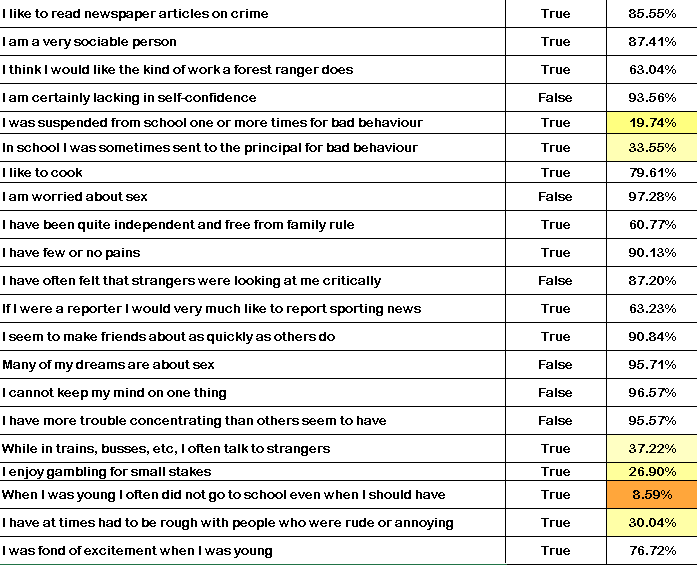 I like to read newspaper articles on crime True 85.55%
I am a very sociable person True 87.41%
I think I would like the kind of work a forest ranger does True 63.04%
I am certainly lacking in self-confidence False 93.56%
I was suspended from school one or more times for bad behaviour True 19.74%
In school I was sometimes sent to the principal for bad behaviour True 33.55%
I like to cook True 79.61%
I am worried about sex False 97.28%
I have been quite independent and free from family rule True 60.77%
I have few or no pains True 90.13%
I have often felt that strangers were looking at me critically False 87.20%
If I were a reporter I would very much like to report sporting news True 63.23%
I seem to make friends about as quickly as others do True 90.84%
Many of my dreams are about sex False 95.71%
I cannot keep my mind on one thing False 96.57%
I have more trouble concentrating than others seem to have False 95.57%
While in trains, busses, etc, I often talk to strangers True 37.22%
I enjoy gambling for small stakes True 26.90%
When I was young I often did not go to school even when I should have True 8.59%
I have at times had to be rough with people who were rude or annoying True 30.04%
I was fond of excitement when I was young True 76.72%